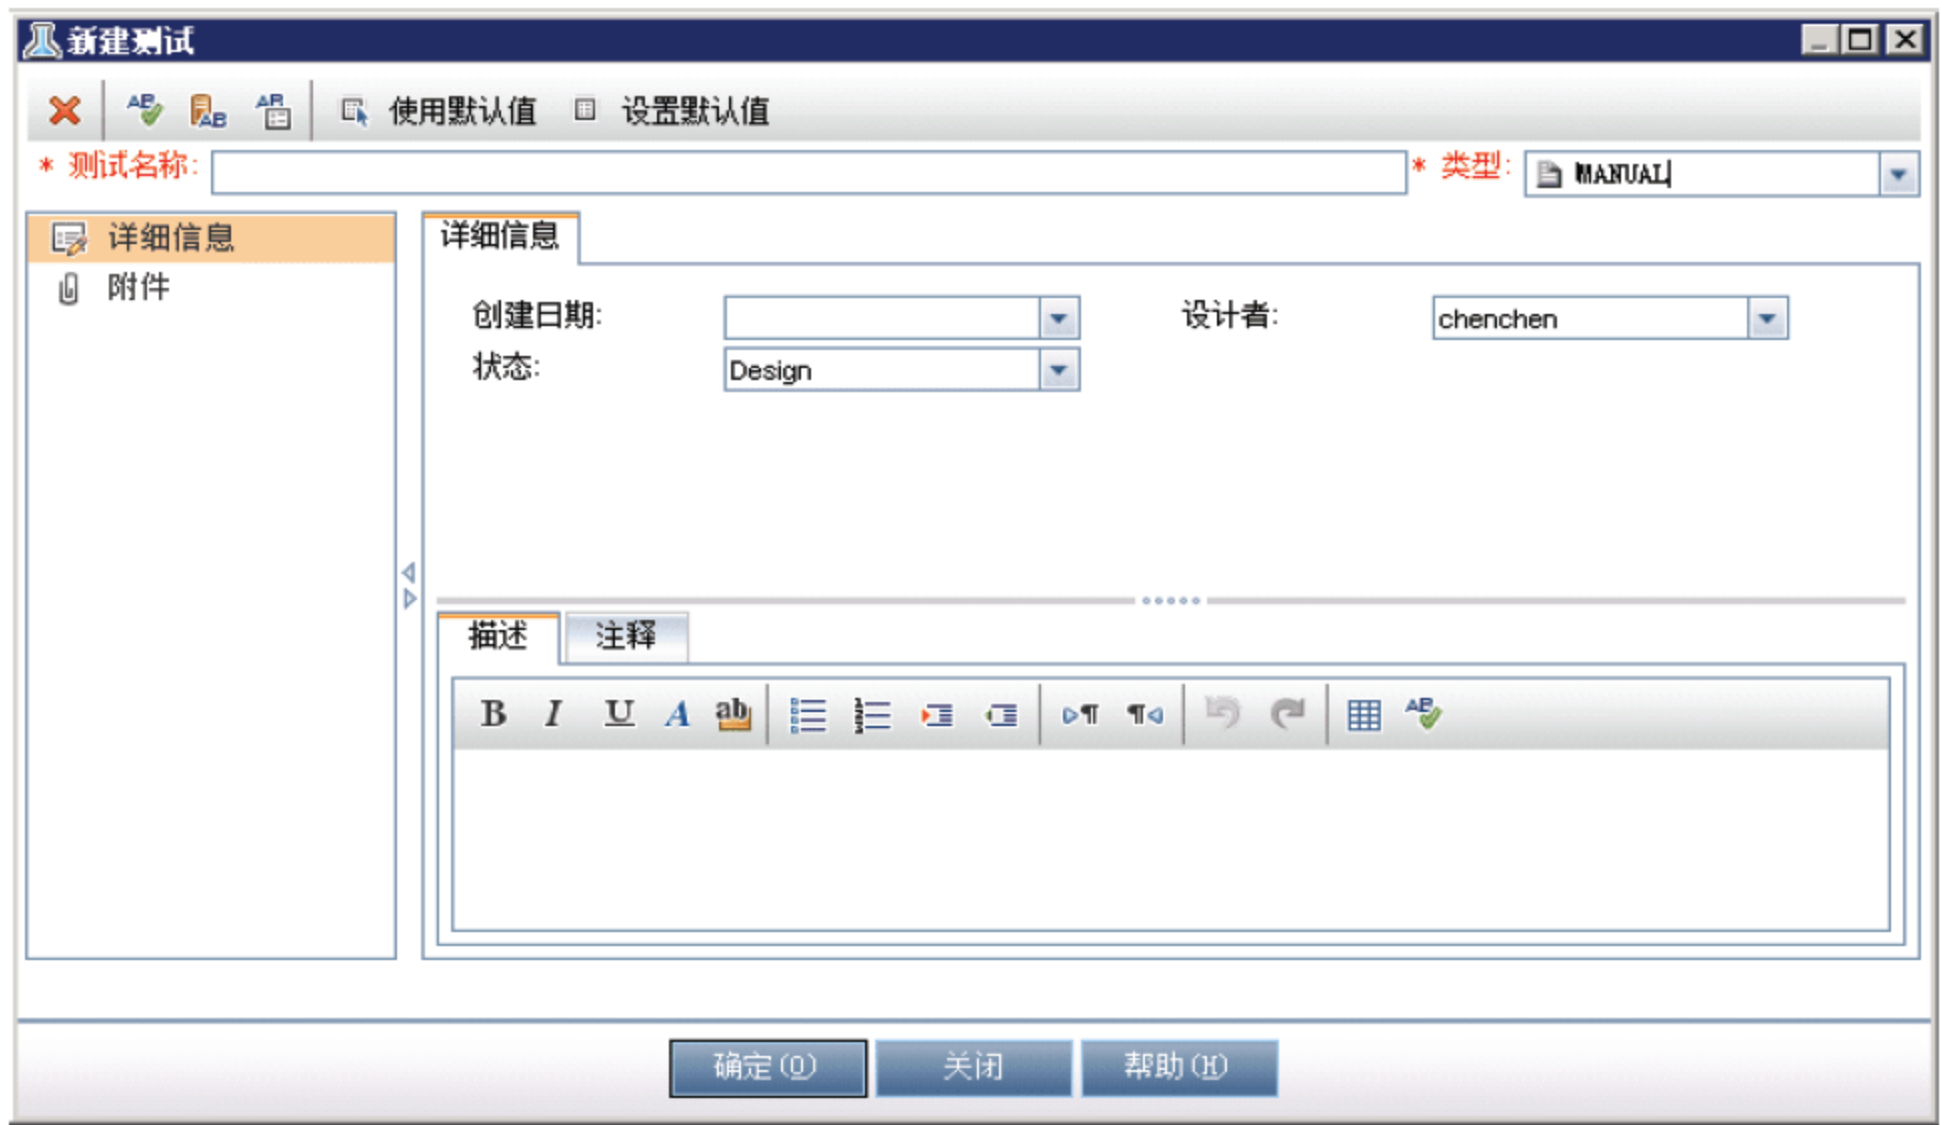 新建测试
使用默认值 设置默认值
* 测试名称: * 类型: MANUAL
详细信息
附件
详细信息
创建日期: 设计者: chenchen
状态: Design
描述 注释
B I U A ab
确定(O) 关闭 帮助(H)